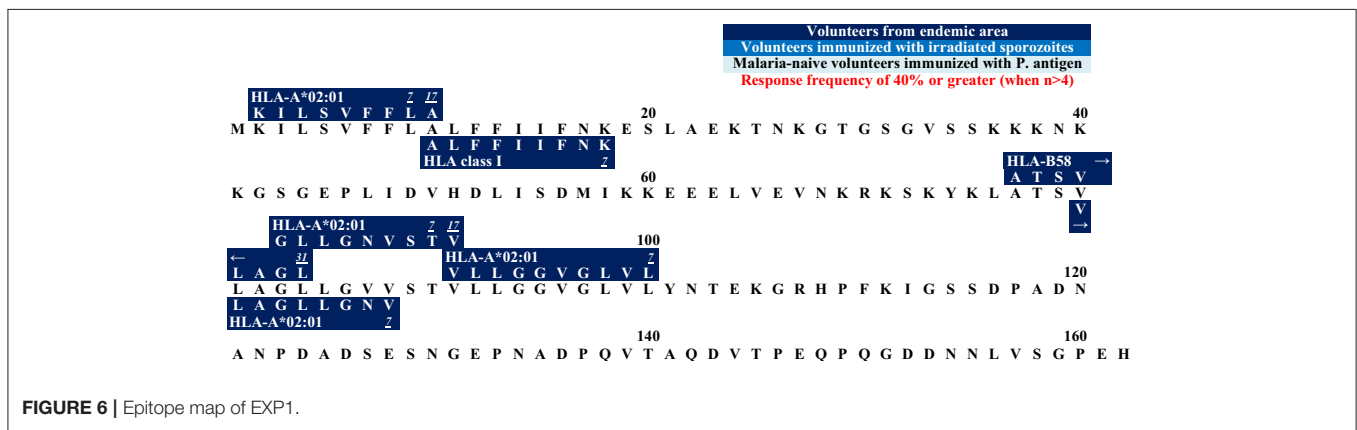 Volunteers from endemic area
Volunteers immunized with irradiated sporozoites
Malaria-naive volunteers immunized with P. antigen
Response frequency of 40% or greater (when n>4)
HLA-A*02:01 7 17
K I L S V F F L A
20 40
M K I L S V F F L A L F F I I F N K E S L A E K T N K G T G S G V S S K K K N K
A L F F I I F N K
HLA class I 7
HLA-B58 →
60 A T S V
K G S G E P L I D V H D L I S D M I K K E E E L V E V N K R K S K Y K L A T S V
V
→
HLA-A*02:01 7 17
G L L G N V S T V
100
← 31 HLA-A*02:01 7
L A G L V L L G G V G L V L
120
L A G L L G V V S T V L L G G V G L V L Y N T E K G R H P F K I G S S D P A D N
L A G L L G N V
HLA-A*02:01 7
140 160
A N P D A D S E S N G E P N A D P Q V T A Q D V T P E Q P Q G D D N N L V S G P E H
FIGURE 6 | Epitope map of EXP1.